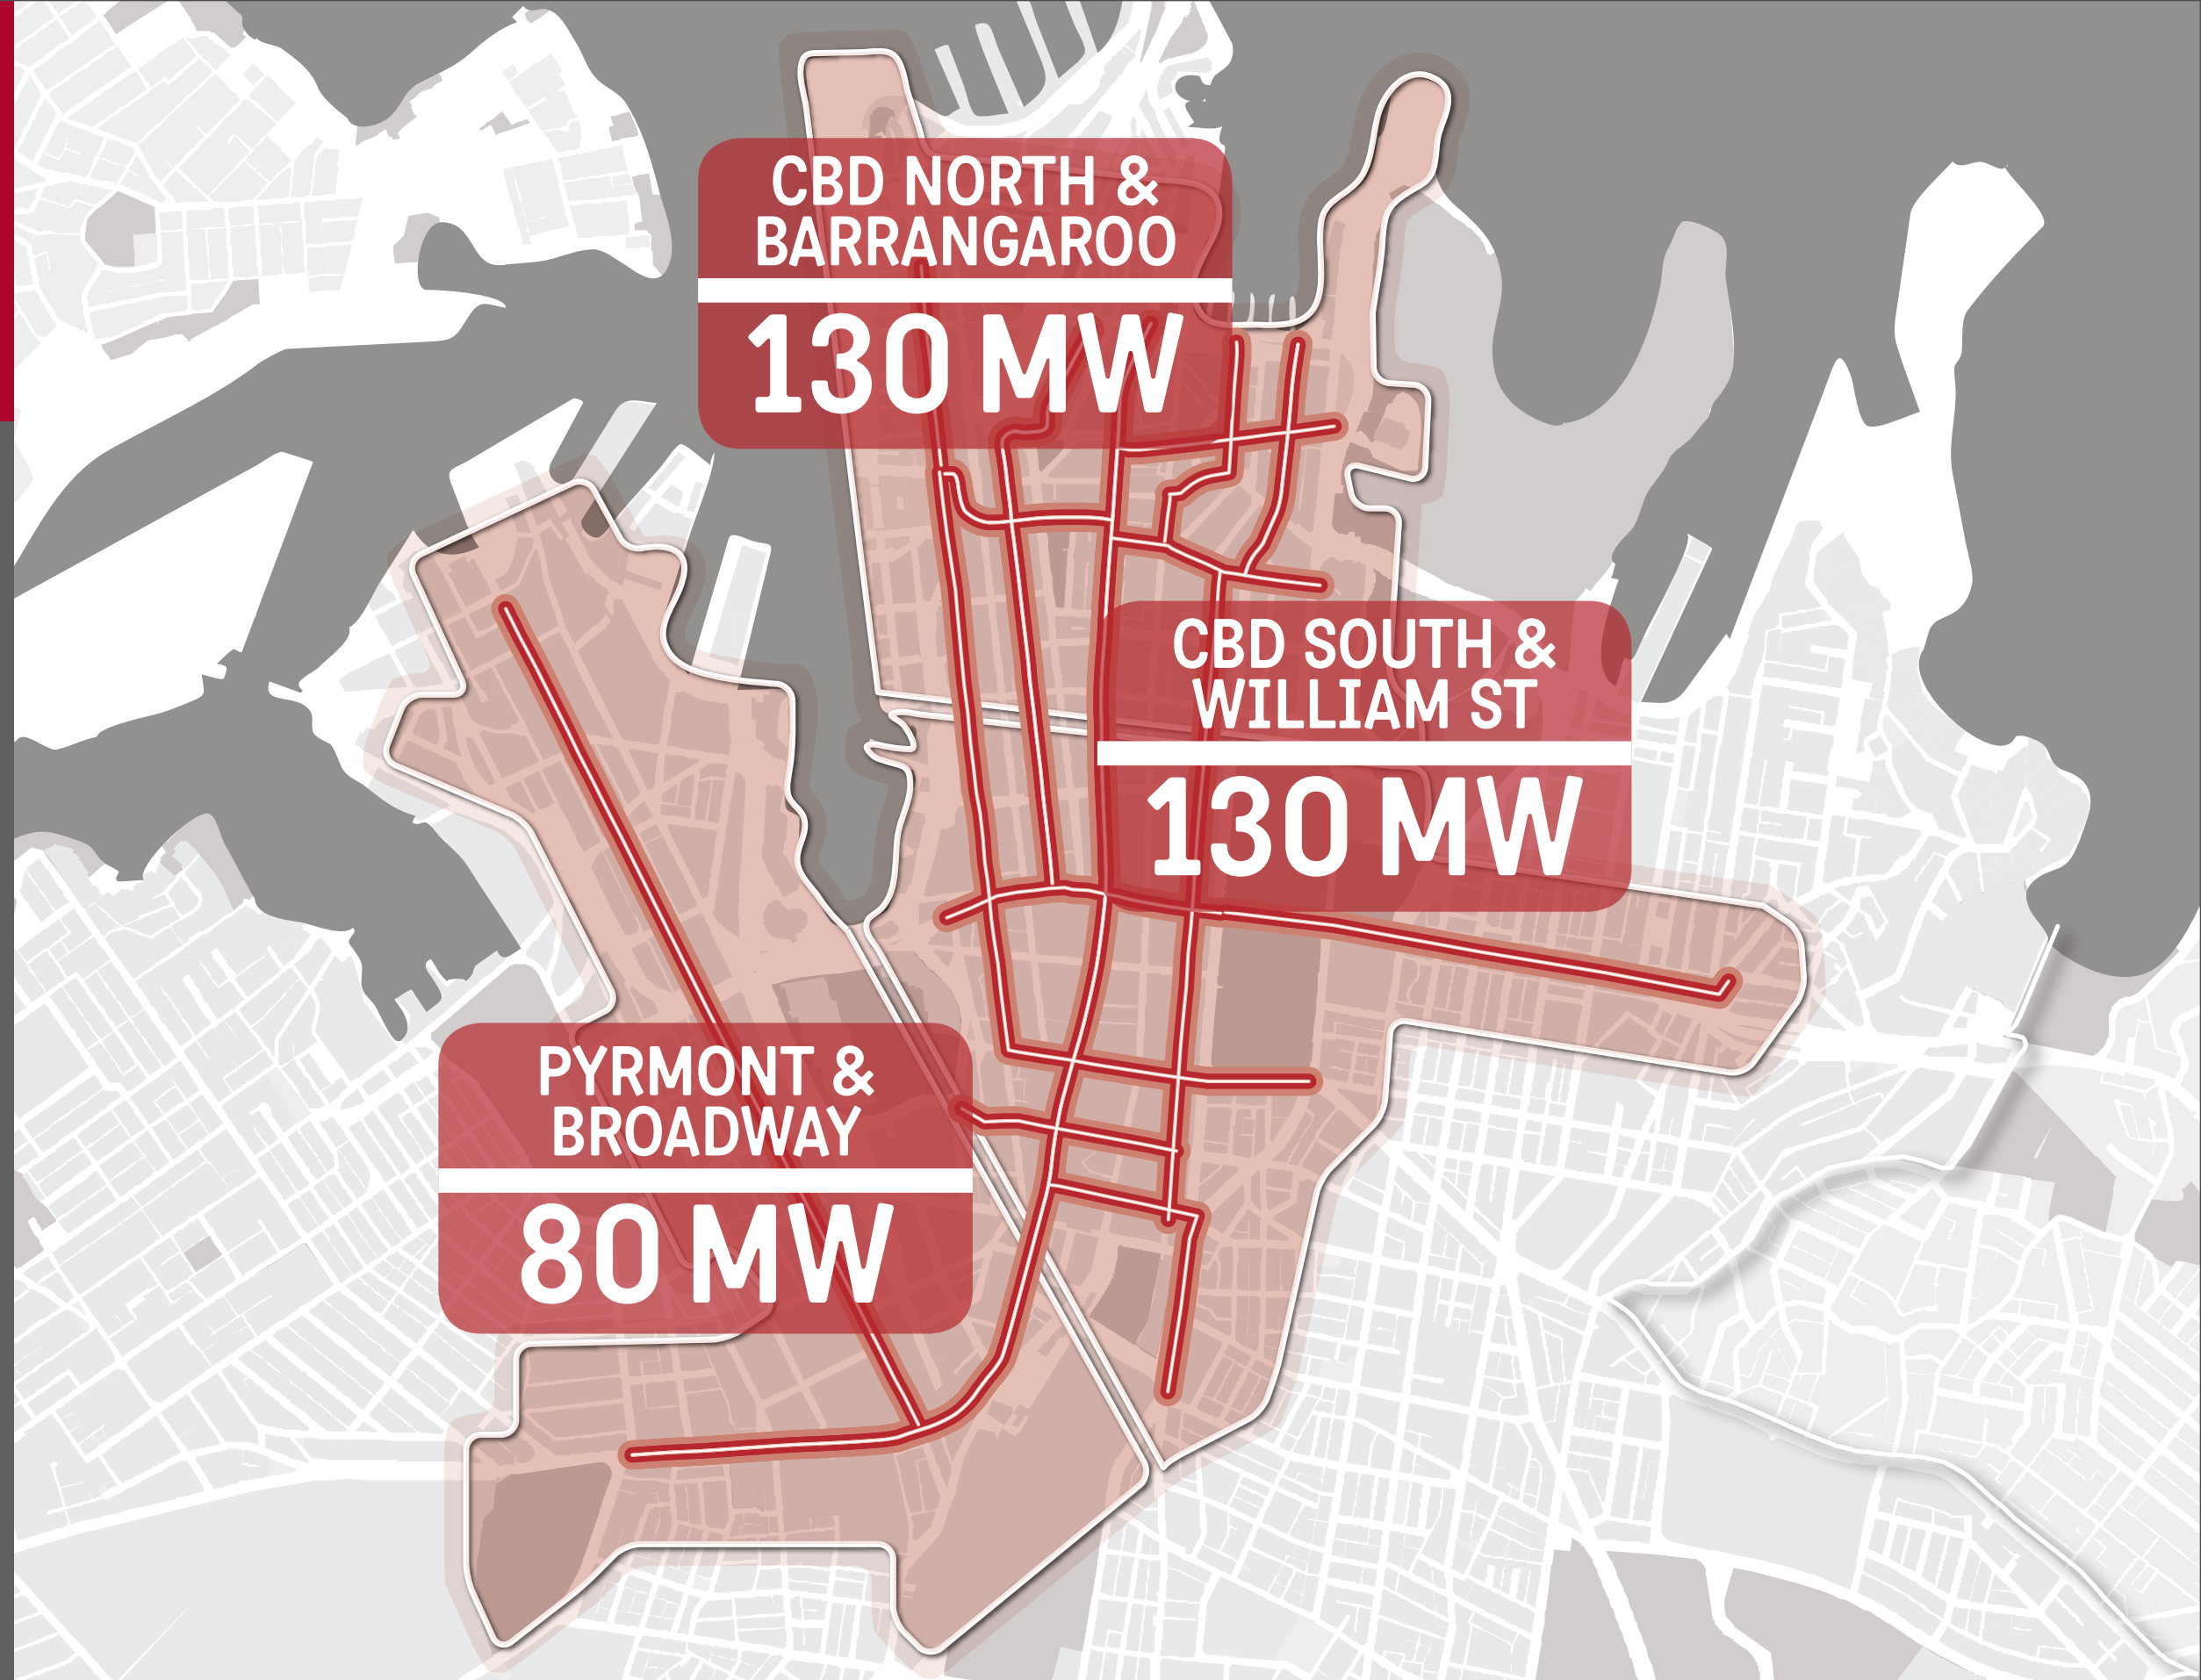 CBD NORTH &
BARRANGAROO
130 MW
CBD SOUTH &
WILLIAM ST
130 MW
PYRMONT &
BROADWAY
80 MW